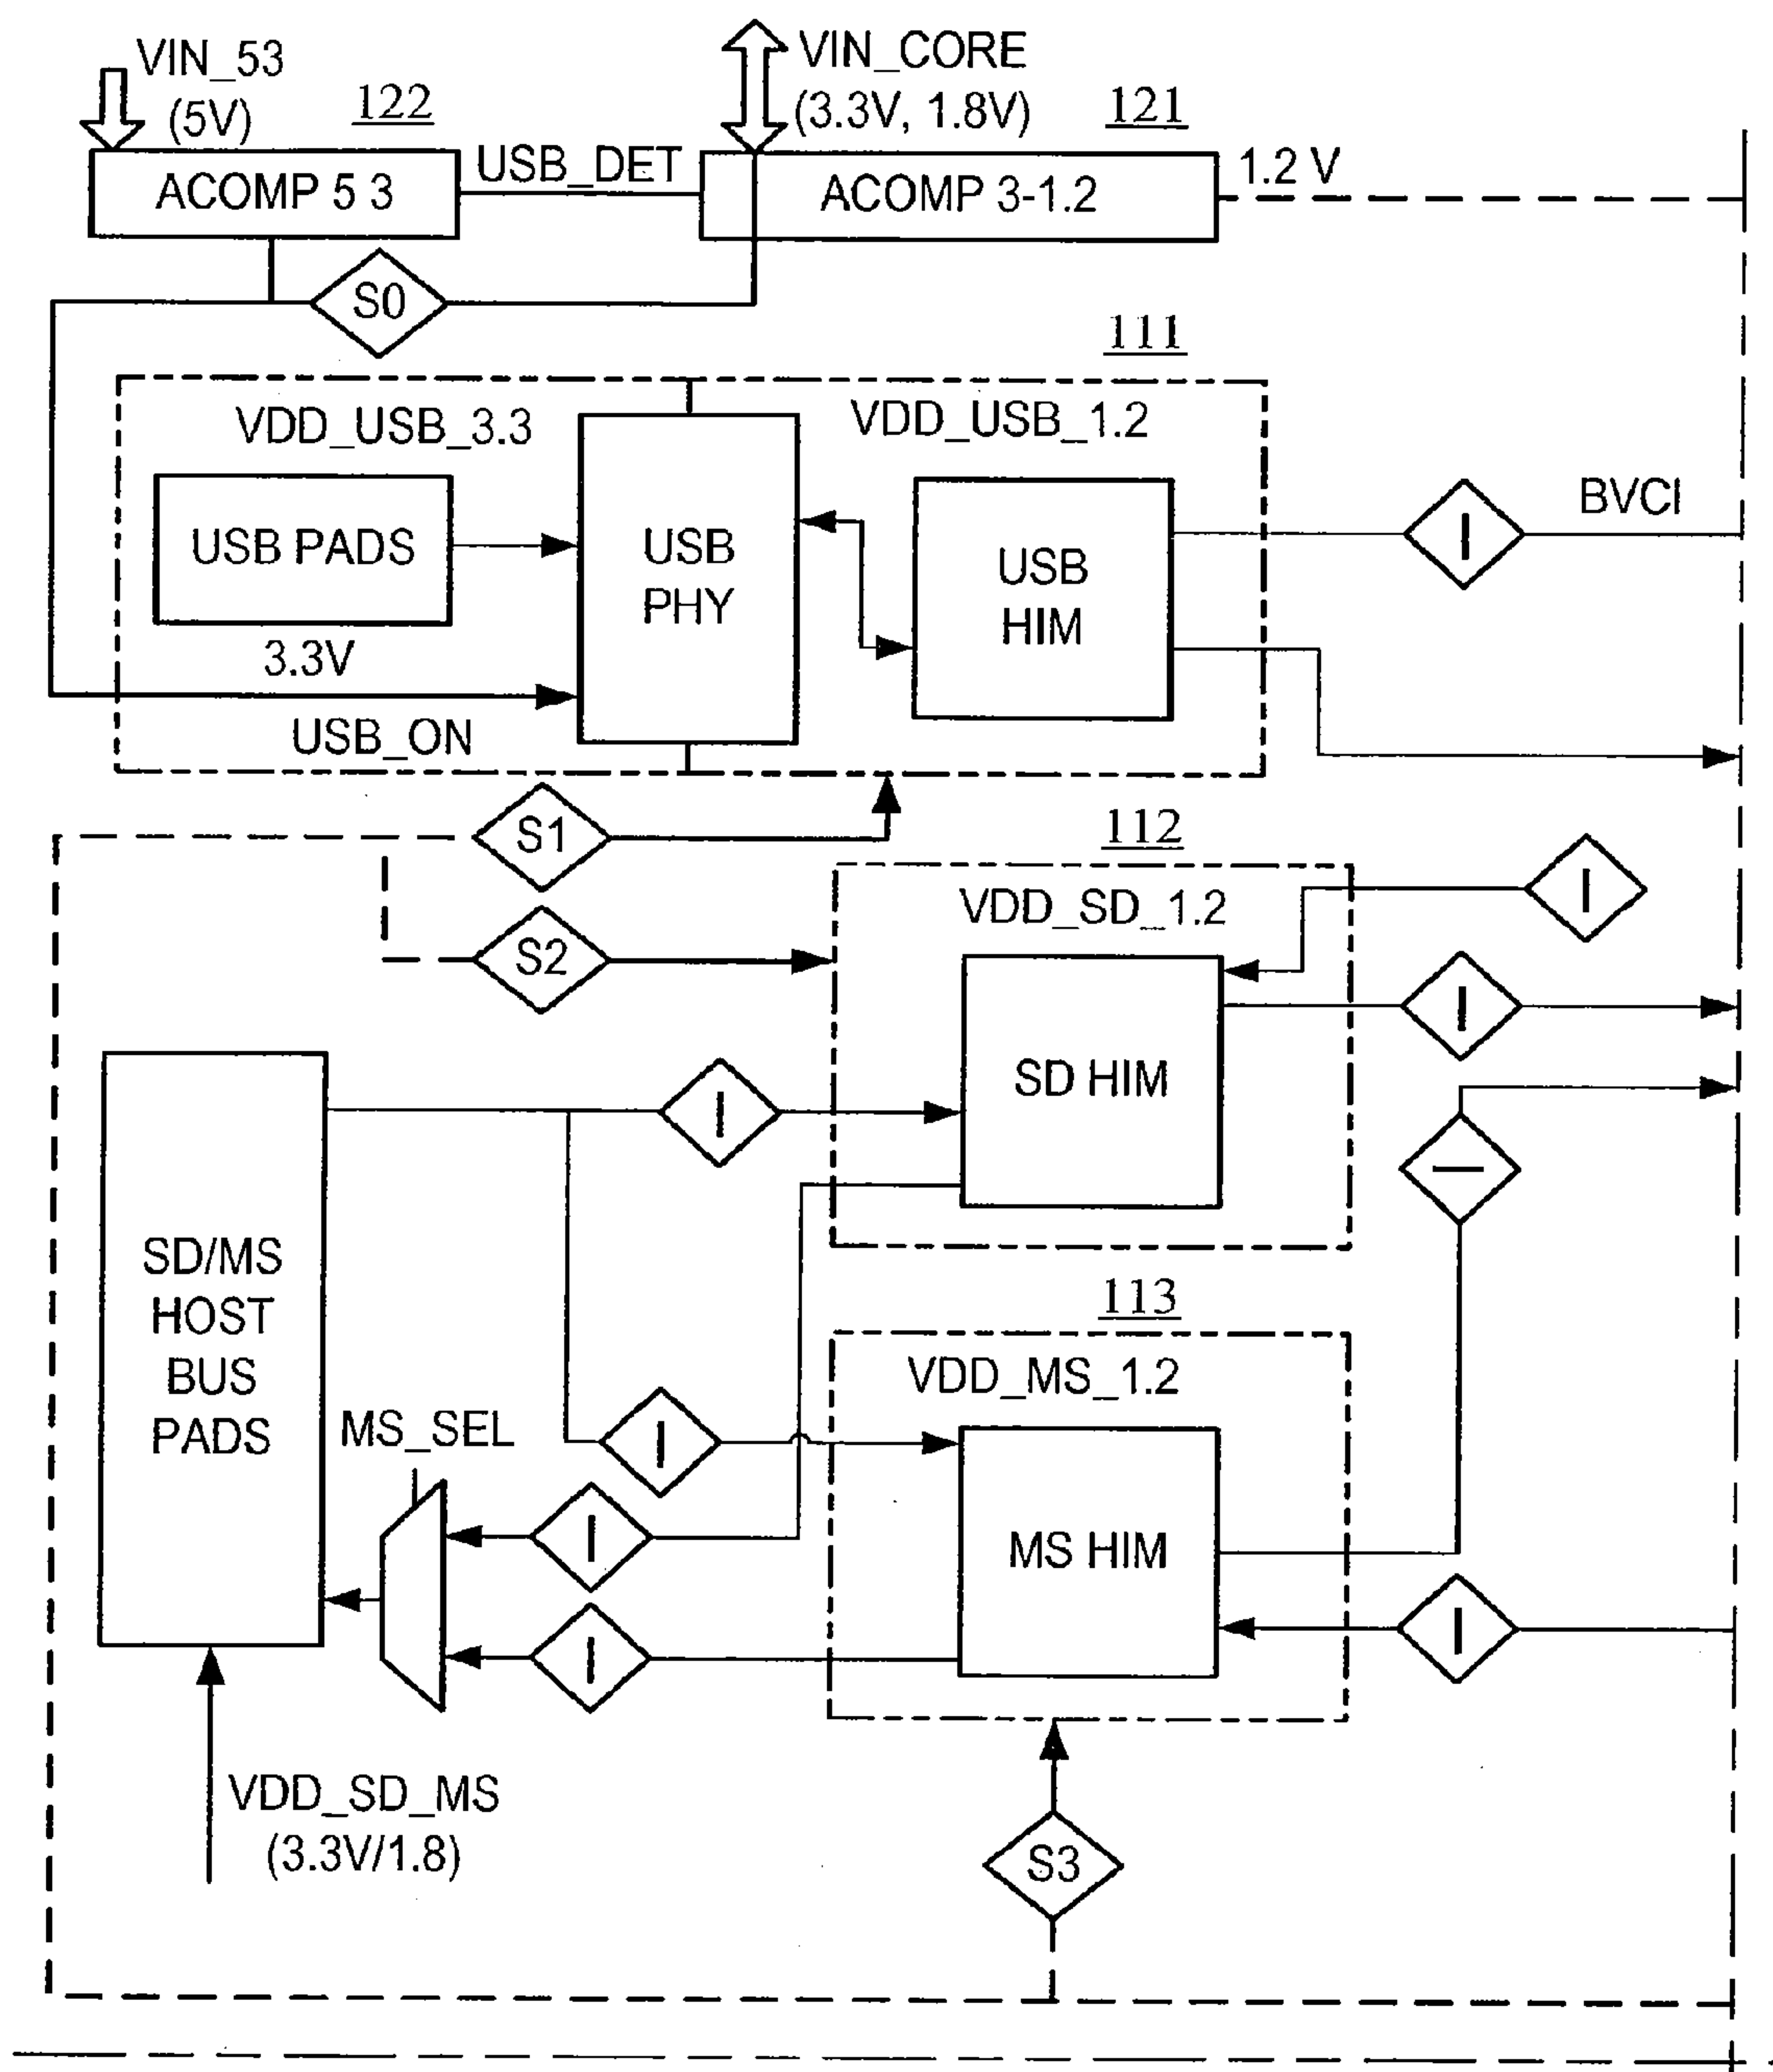 VIN_53
(5V)
122
VIN_CORE
(3.3V, 1.8V)
121
ACOMP 5 3
USB_DET
ACOMP 3-1.2
1.2 V
S0
111
VDD_USB_3.3
VDD_USB_1.2
USB PADS
USB
PHY
USB
HIM
I
BVCI
3.3V
USB_ON
S1
112
S2
VDD_SD_1.2
I
I
I
SD HIM
I
SD/MS
HOST
BUS
PADS
113
VDD_MS_1.2
MS_SEL
I
I
MS HIM
I
I
VDD_SD_MS
(3.3V/1.8)
S3